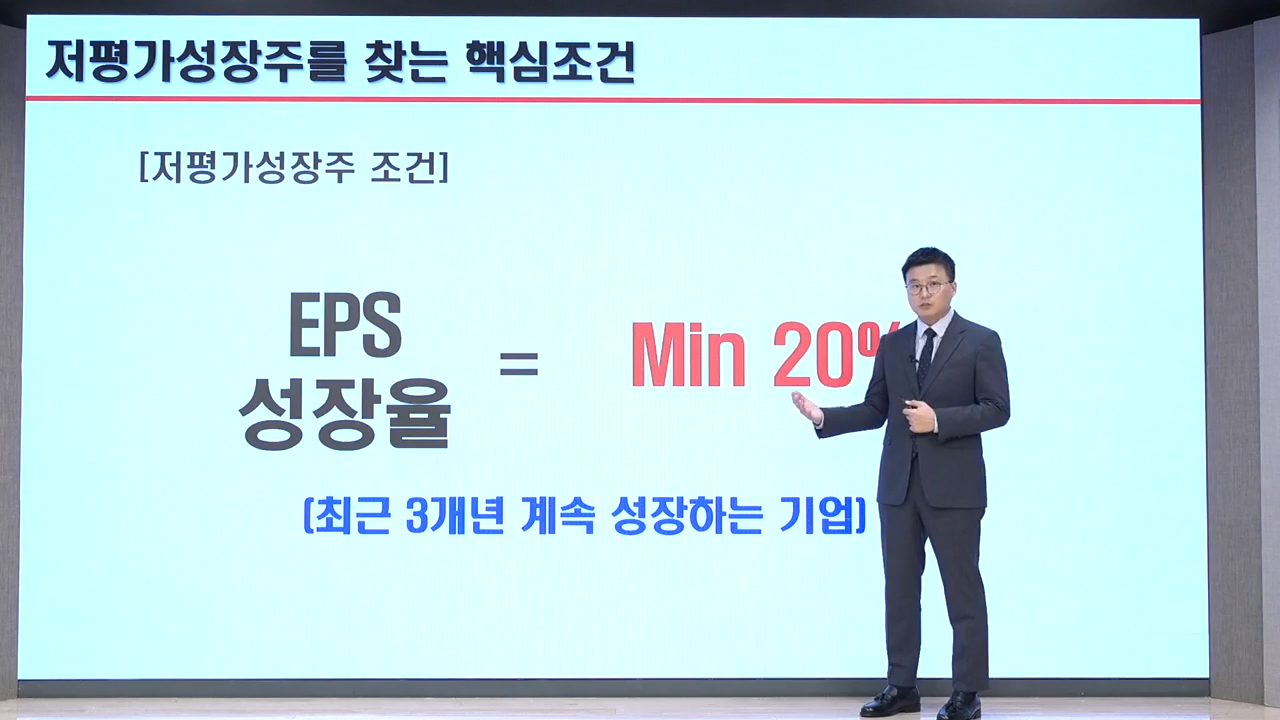 저평가성장주를 찾는 핵심조건
[저평가성장주 조건]
EPS
성장율
=
Min 20%
(최근 3개년 계속 성장하는 기업)